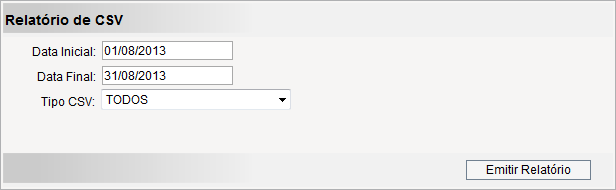 Relatório de CSV
Data Inicial: 01/08/2013
Data Final: 31/08/2013
Tipo CSV: TODOS
Emitir Relatório